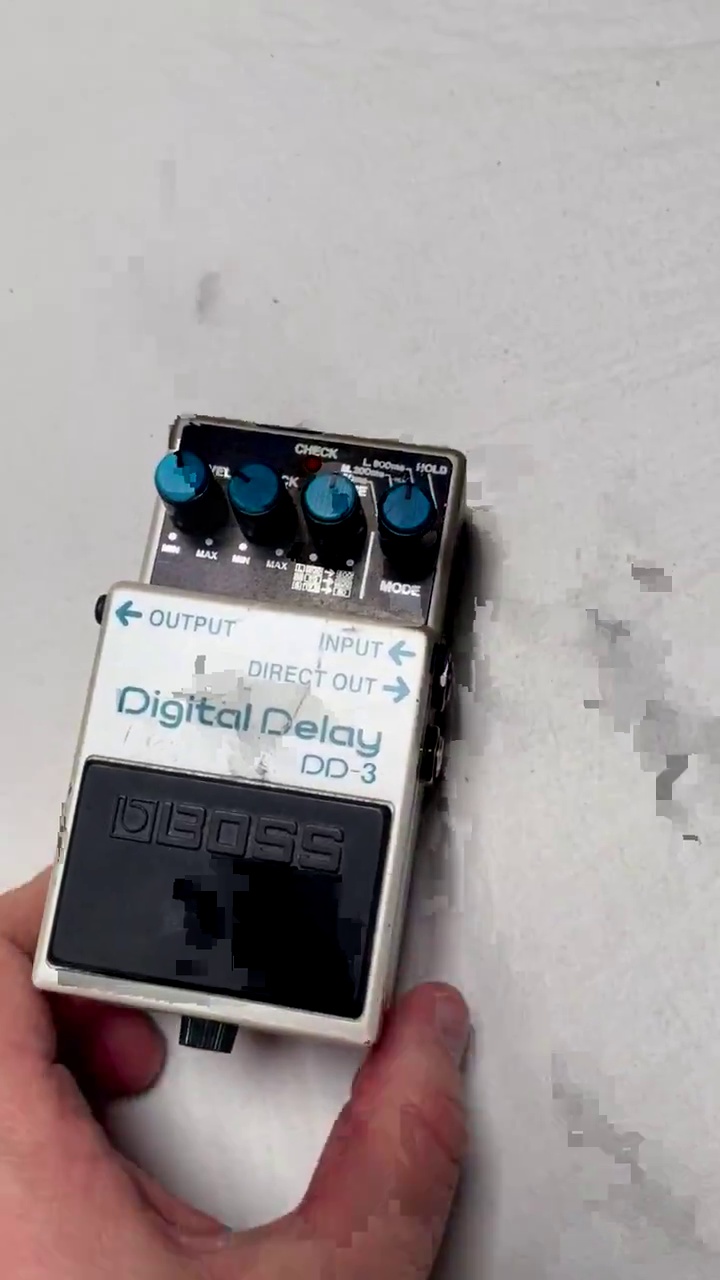 CHECK
HOLD
MIN MAX MIN MAX
MODE
← OUTPUT
INPUT ←
DIRECT OUT →
Digital Delay
DD-3
BOSS